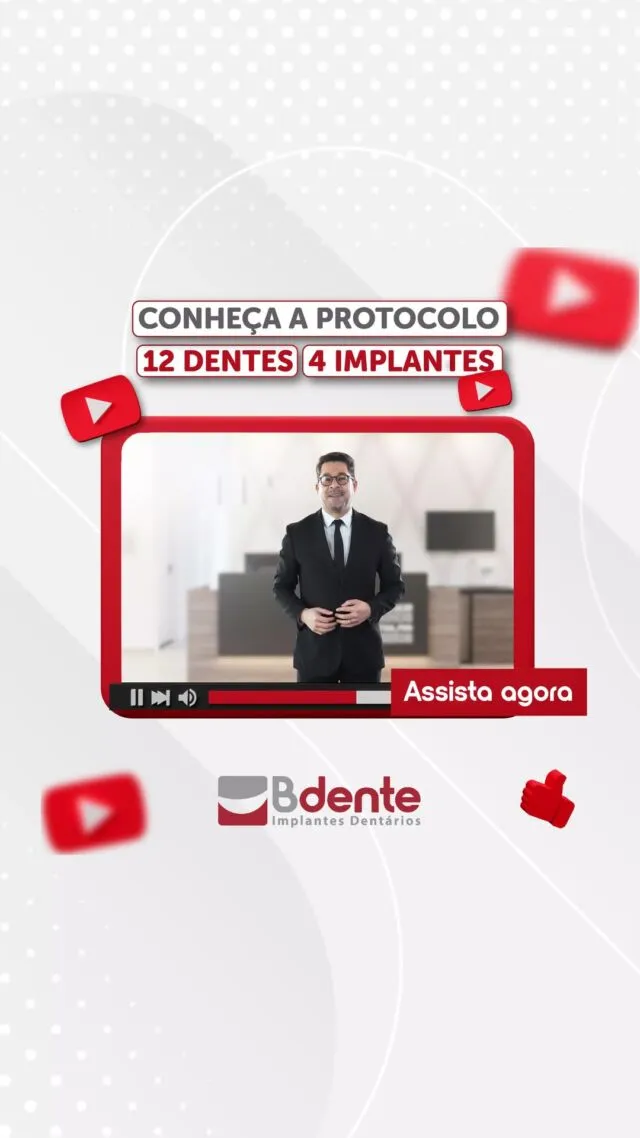 CONHEÇA A PROTOCOLO
12 DENTES 4 IMPLANTES
Assista agora
Bdente
Implantes Dentários